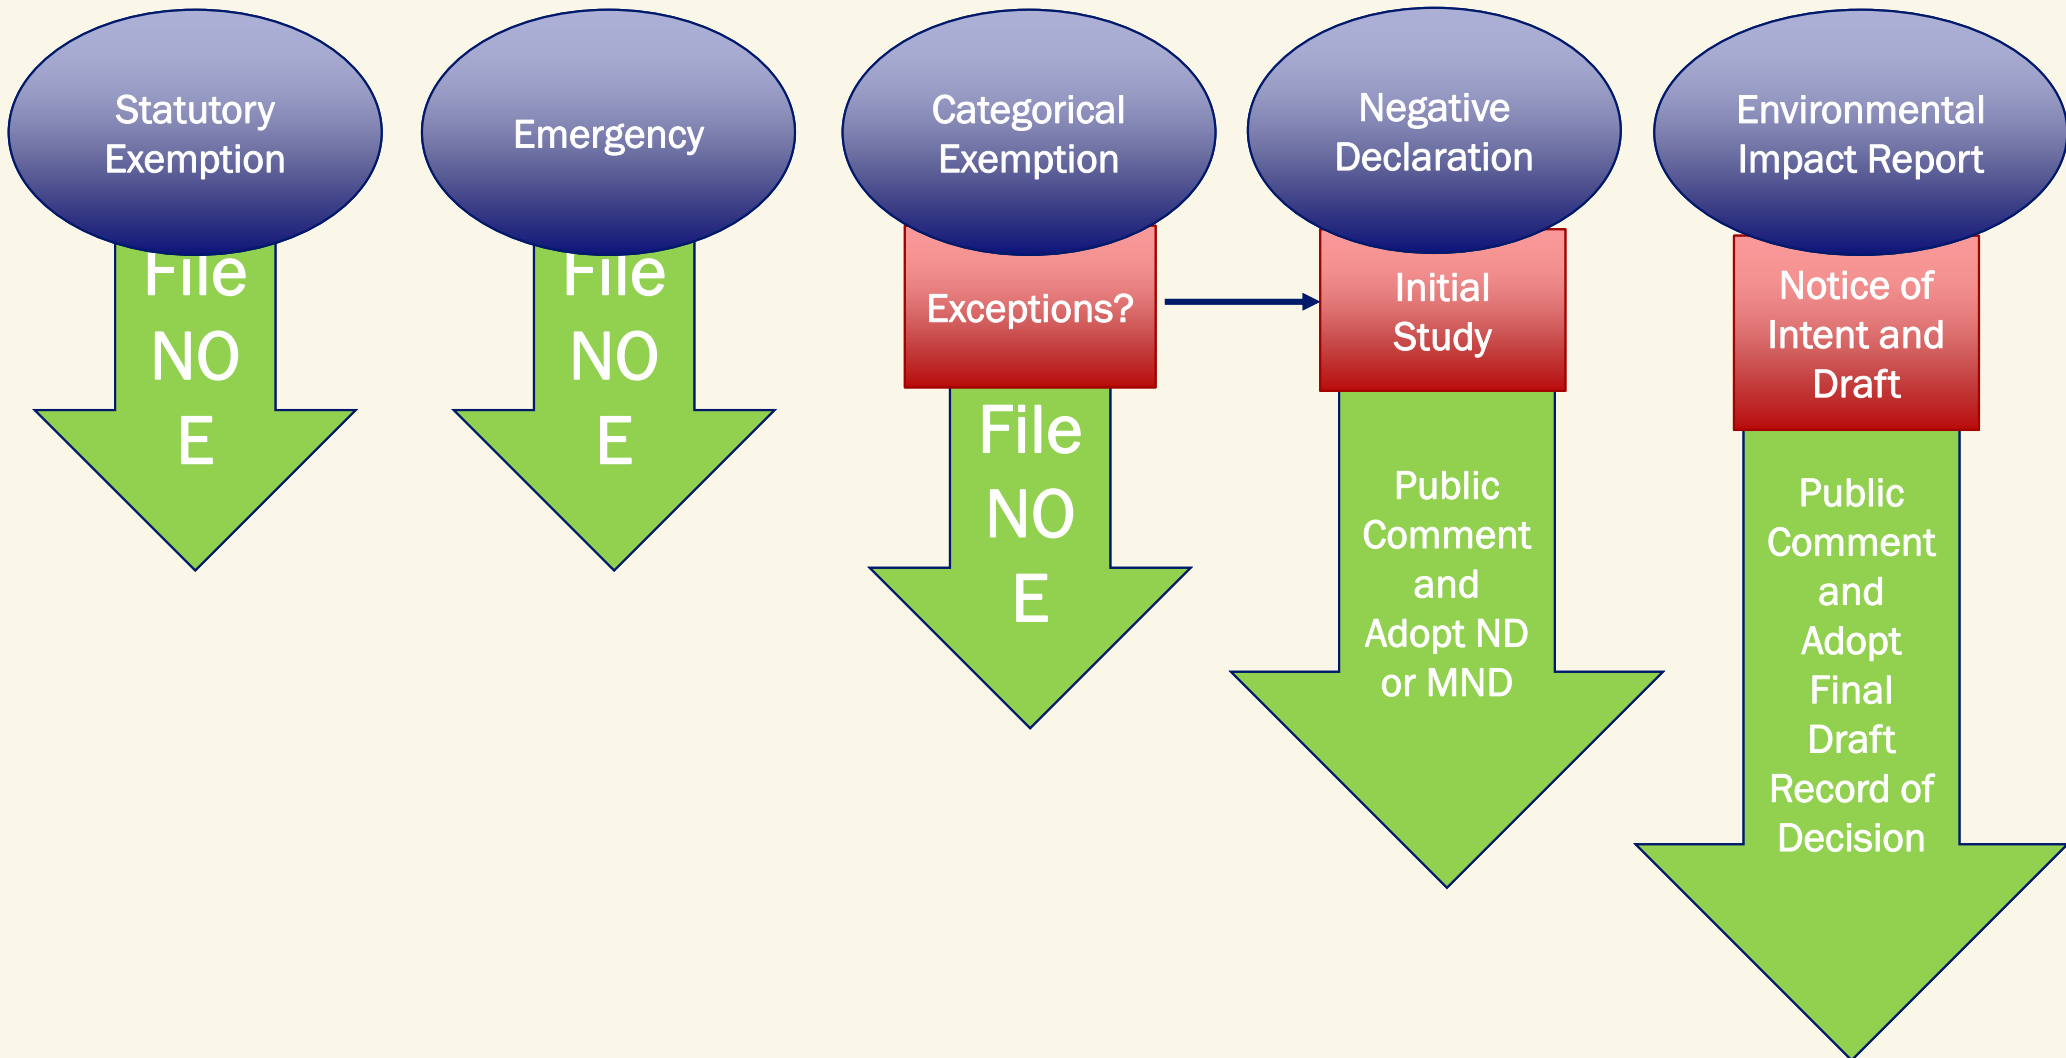 Statutory
Exemption
File
NO
E
Emergency
File
NO
E
Categorical
Exemption
Exceptions?
File
NO
E
Negative
Declaration
Initial
Study
Public
Comment
and
Adopt ND
or MND
Environmental
Impact Report
Notice of
Intent and
Draft
Public
Comment
and
Adopt
Final
Draft
Record of
Decision